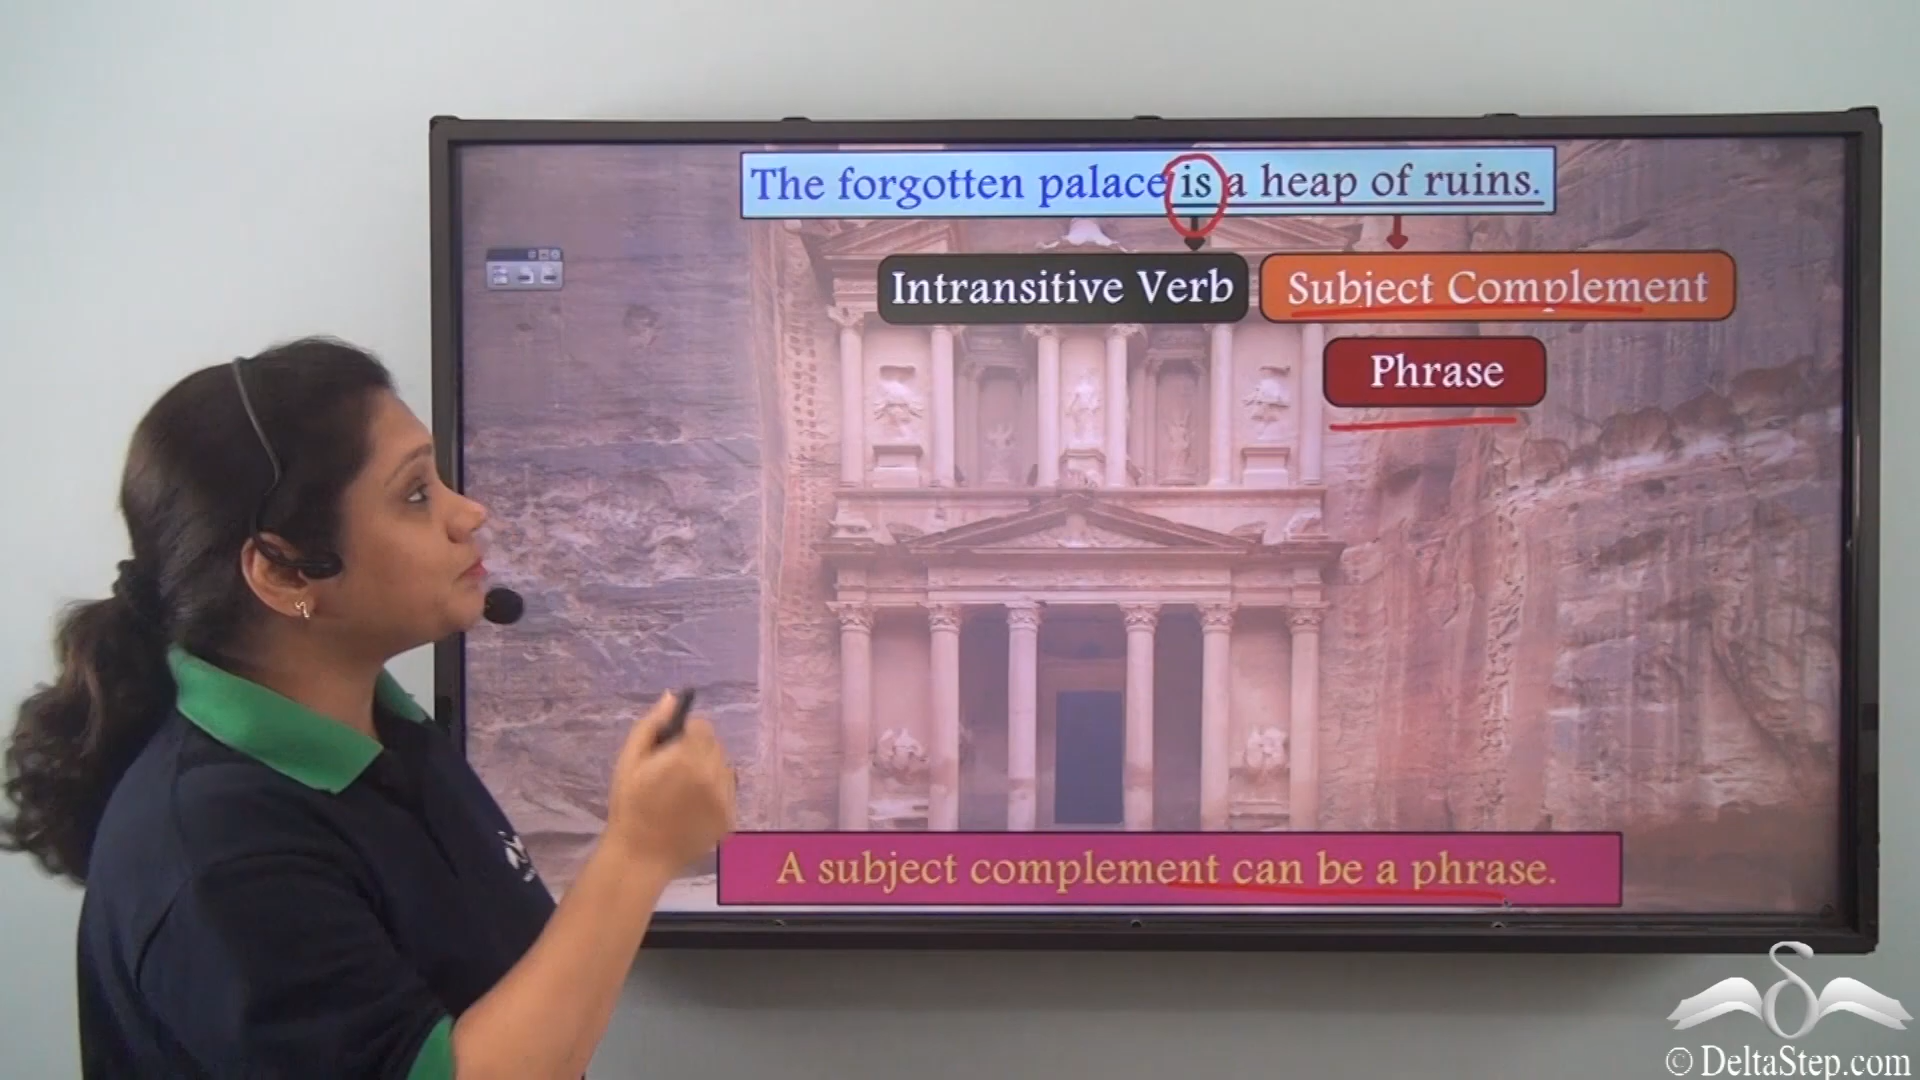 The forgotten palace is a heap of ruins.
Intransitive Verb
Subject Complement
Phrase
A subject complement can be a phrase.
© DeltaStep.com